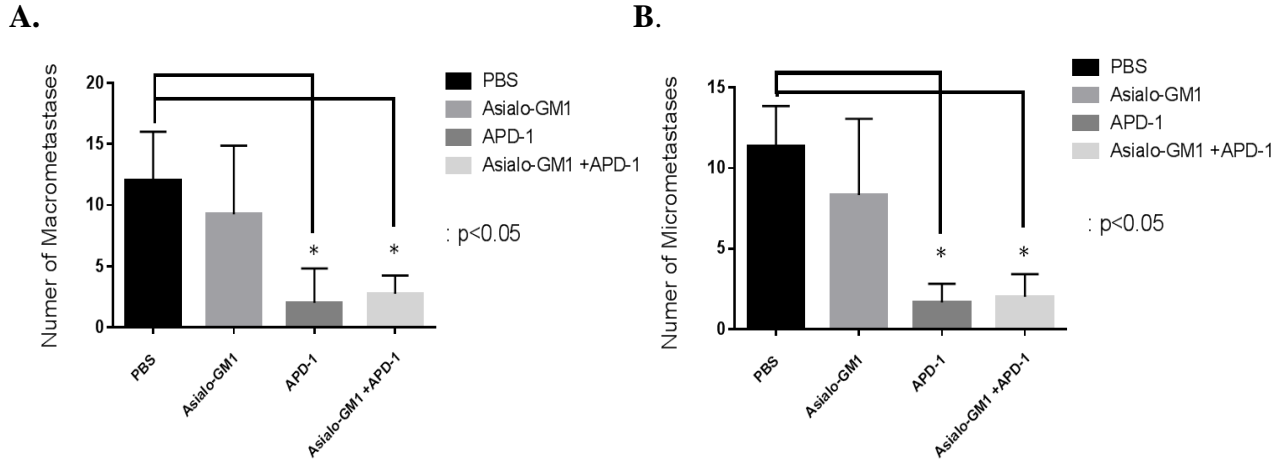 A.
Numer of Macrometastases
20
15
10
5
0
*
*
PBS
Asialo-GM1
APD-1
Asialo-GM1 +APD-1
PBS
Asialo-GM1
APD-1
Asialo-GM1 +APD-1
: p<0.05
B.
Numer of Micrometastases
15
10
5
0
*
*
PBS
Asialo-GM1
APD-1
Asialo-GM1 +APD-1
PBS
Asialo-GM1
APD-1
Asialo-GM1 +APD-1
: p<0.05